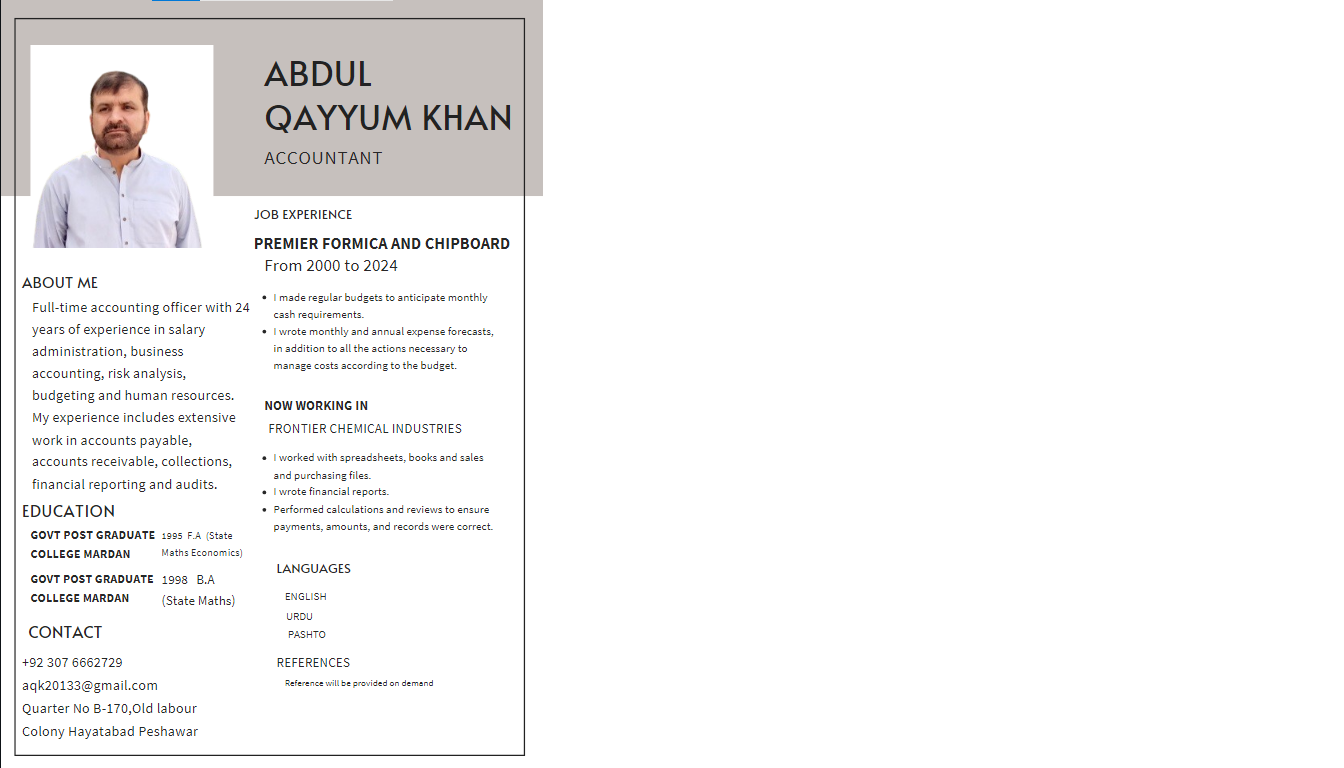 ABDUL
QAYYUM KHAN
ACCOUNTANT
ABOUT ME
Full-time accounting officer with 24
years of experience in salary
administration, business
accounting, risk analysis,
budgeting and human resources.
My experience includes extensive
work in accounts payable,
accounts receivable, collections,
financial reporting and audits.
EDUCATION
GOVT POST GRADUATE 1995 F.A (State
COLLEGE MARDAN Maths Economics)
GOVT POST GRADUATE 1998 B.A
COLLEGE MARDAN (State Maths)
CONTACT
+92 307 6662729
aqk20133@gmail.com
Quarter No B-170,Old labour
Colony Hayatabad Peshawar
JOB EXPERIENCE
PREMIER FORMICA AND CHIPBOARD
From 2000 to 2024
• I made regular budgets to anticipate monthly
cash requirements.
• I wrote monthly and annual expense forecasts,
in addition to all the actions necessary to
manage costs according to the budget.
NOW WORKING IN
FRONTIER CHEMICAL INDUSTRIES
• I worked with spreadsheets, books and sales
and purchasing files.
• I wrote financial reports.
• Performed calculations and reviews to ensure
payments, amounts, and records were correct.
LANGUAGES
ENGLISH
URDU
PASHTO
REFERENCES
Reference will be provided on demand